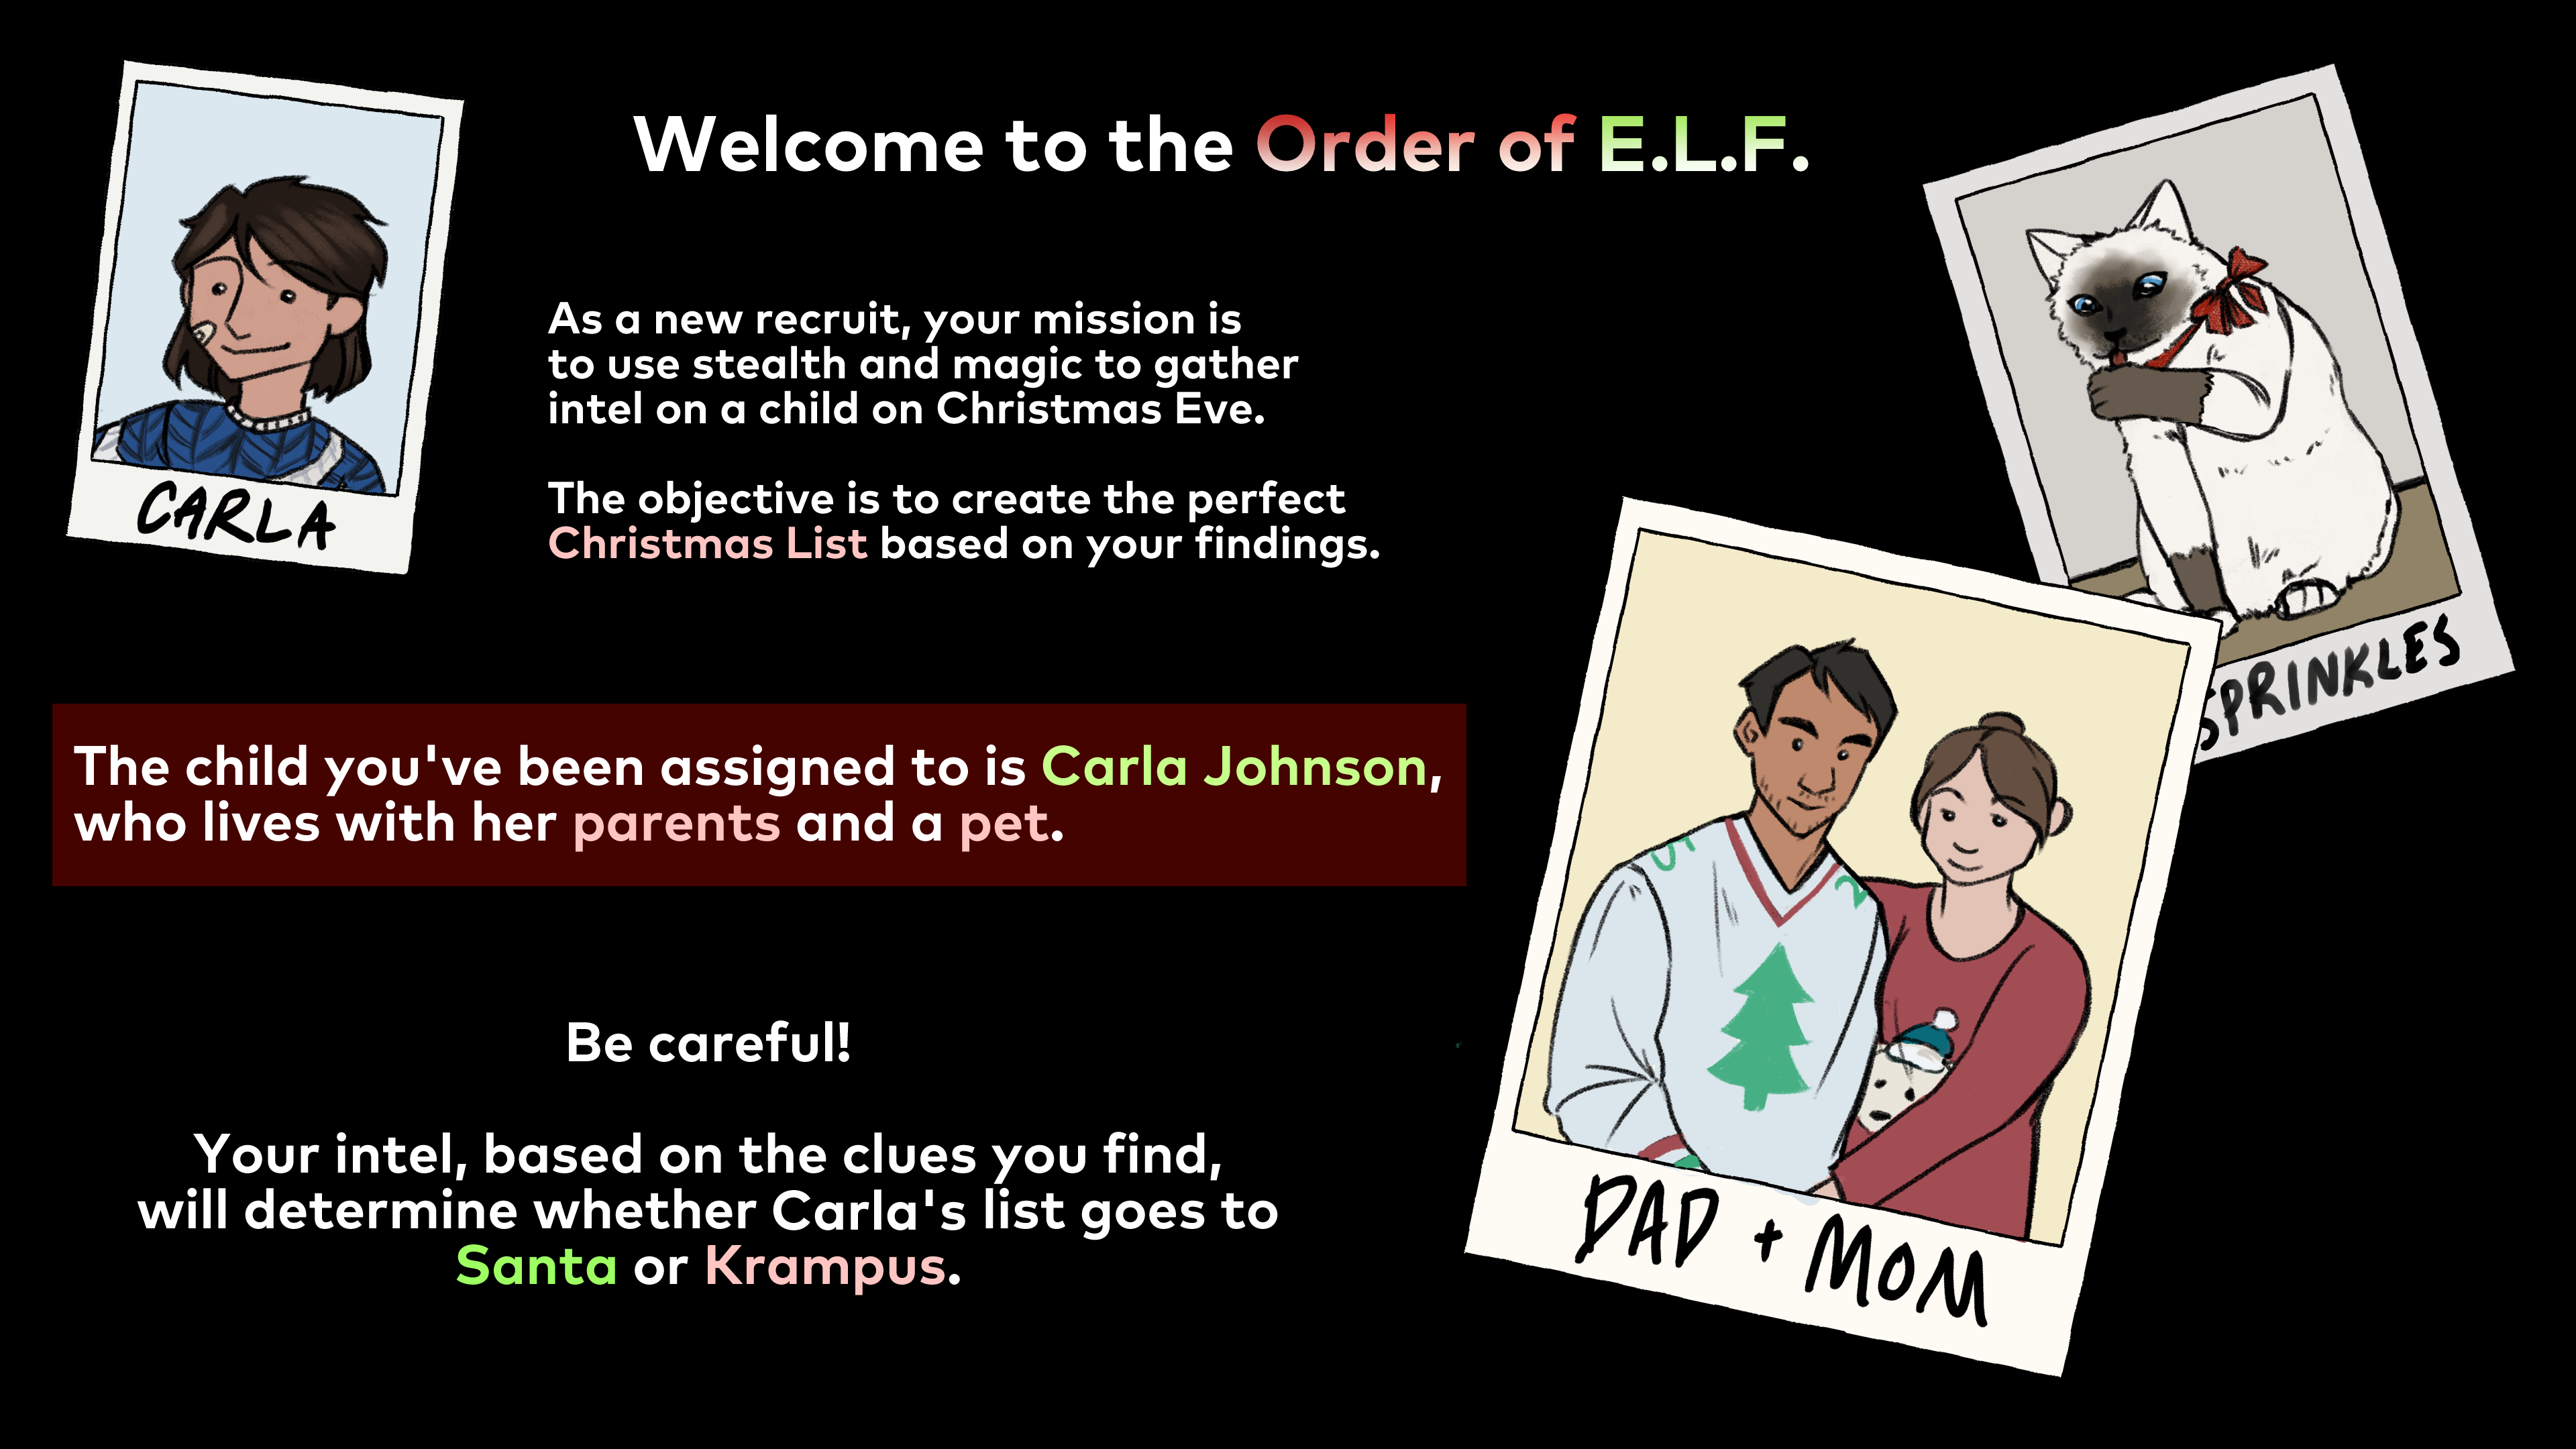 Welcome to the Order of E.L.F.
CARLA
As a new recruit, your mission is
to use stealth and magic to gather
intel on a child on Christmas Eve.
The objective is to create the perfect
Christmas List based on your findings.
SPRINKLES
The child you've been assigned to is Carla Johnson,
who lives with her parents and a pet.
Be careful!
Your intel, based on the clues you find,
will determine whether Carla's list goes to
Santa or Krampus.
DAD + MOM